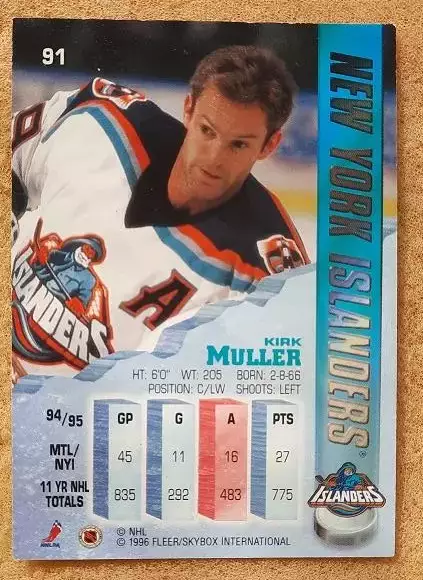 91
NEW YORK ISLANDERS
A
ISLANDERS
KIRK
MULLER
HT: 6'0" WT: 205 BORN: 2-8-66
POSITION: C/LW SHOOTS: LEFT
94/95 GP G A PTS
MTL/
NYI 45 11 16 27
11 YR NHL
TOTALS 835 292 483 775
ISLANDERS
© NHL
© 1996 FLEER/SKYBOX INTERNATIONAL